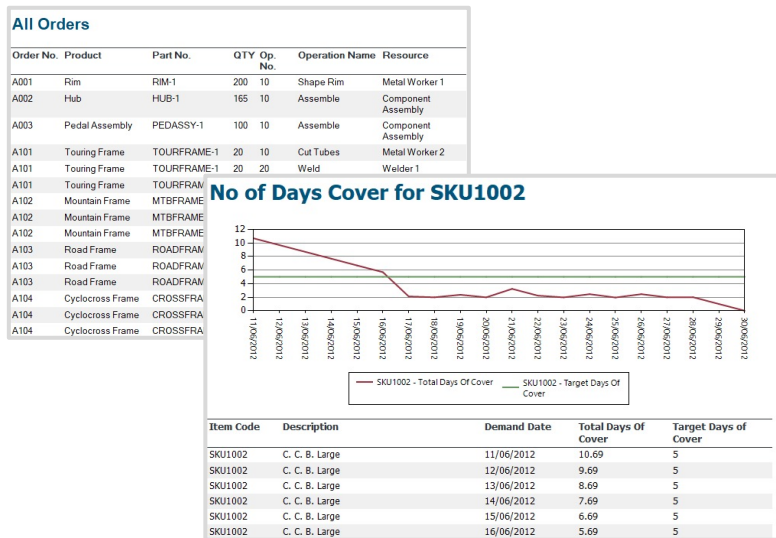 All Orders
Order No. Product Part No. QTY Op. No. Operation Name Resource
A001 Rim RIM-1 200 10 Shape Rim Metal Worker 1
A002 Hub HUB-1 165 10 Assemble Component Assembly
A003 Pedal Assembly PEDASSY-1 100 10 Assemble Component Assembly
A101 Touring Frame TOURFRAME-1 20 10 Cut Tubes Metal Worker 2
A101 Touring Frame TOURFRAME-1 20 20 Weld Welder 1
A101 Touring Frame TOURFRAM
A102 Mountain Frame MTBFRAME
A102 Mountain Frame MTBFRAME
A102 Mountain Frame MTBFRAME
A103 Road Frame ROADFRAM
A103 Road Frame ROADFRAM
A103 Road Frame ROADFRAM
A104 Cyclocross Frame CROSSFRA
A104 Cyclocross Frame CROSSFRA
A104 Cyclocross Frame CROSSFRA
No of Days Cover for SKU1002
12
10
8
6
4
2
0
11/06/2012 12/06/2012 13/06/2012 14/06/2012 15/06/2012 16/06/2012 17/06/2012 18/06/2012 19/06/2012 20/06/2012 21/06/2012 22/06/2012 23/06/2012 24/06/2012 25/06/2012 26/06/2012 27/06/2012 28/06/2012 29/06/2012 30/06/2012
SKU1002 - Total Days Of Cover SKU1002 - Target Days Of Cover
Item Code Description Demand Date Total Days Of Cover Target Days of Cover
SKU1002 C. C. B. Large 11/06/2012 10.69 5
SKU1002 C. C. B. Large 12/06/2012 9.69 5
SKU1002 C. C. B. Large 13/06/2012 8.69 5
SKU1002 C. C. B. Large 14/06/2012 7.69 5
SKU1002 C. C. B. Large 15/06/2012 6.69 5
SKU1002 C. C. B. Large 16/06/2012 5.69 5